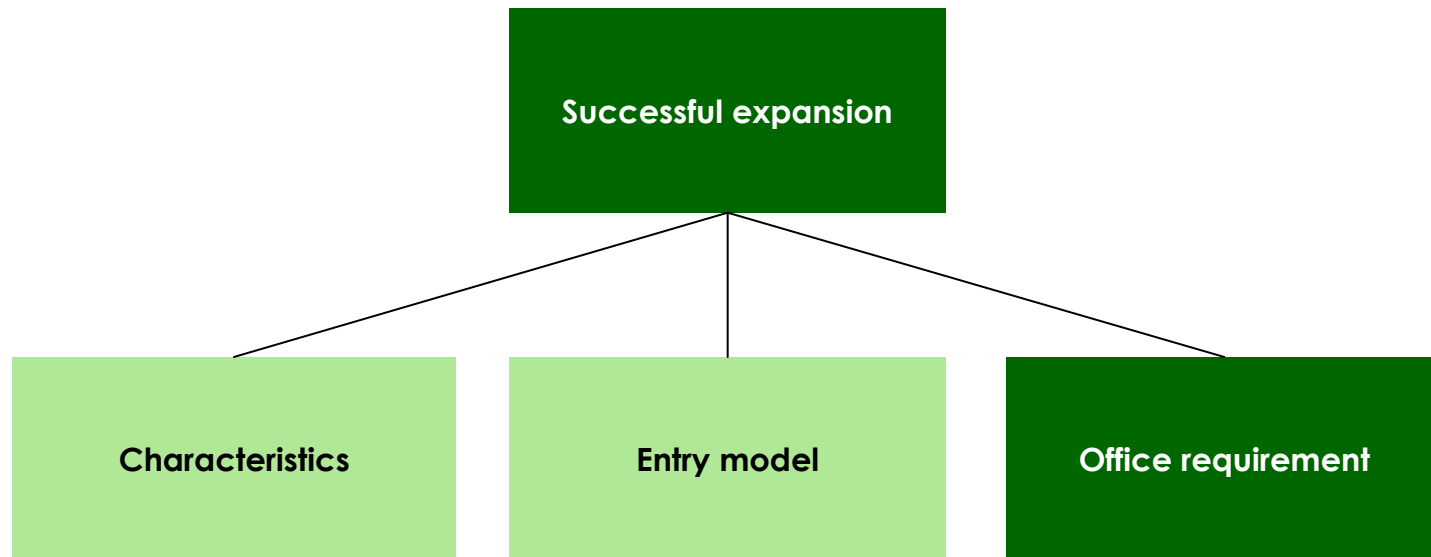 Successful expansion
Characteristics
Entry model
Office requirement